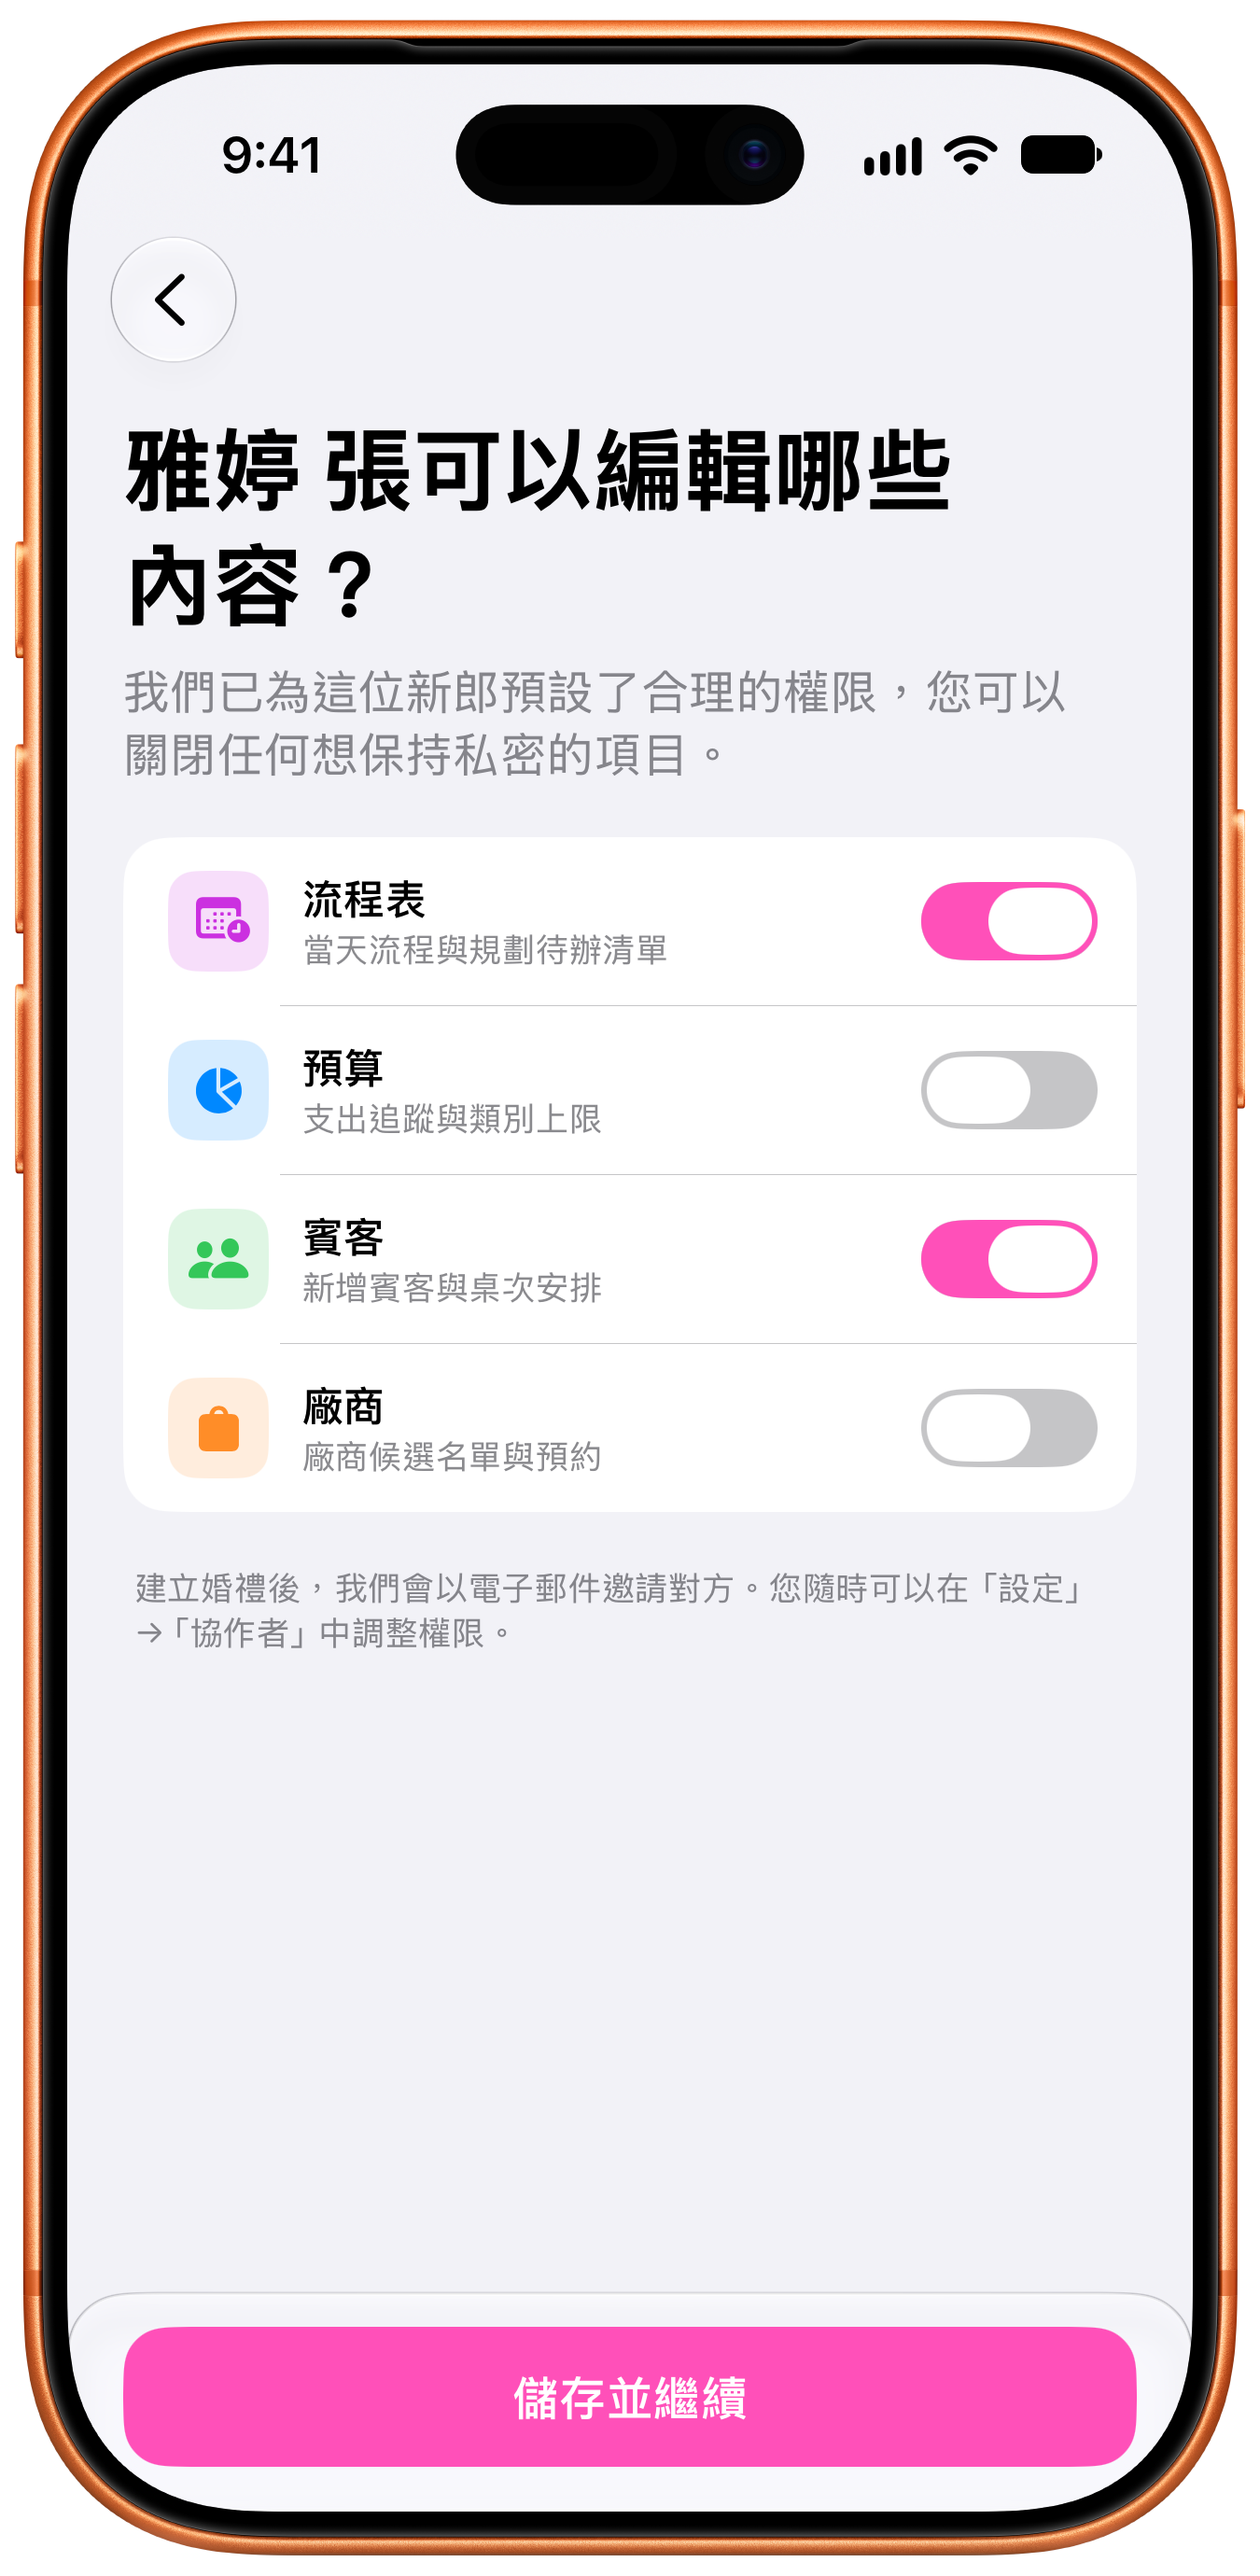 9:41
雅婷 張可以編輯哪些
內容？
我們已為這位新郎預設了合理的權限，您可以
關閉任何想保持私密的項目。
流程表
當天流程與規劃待辦清單
預算
支出追蹤與類別上限
賓客
新增賓客與桌次安排
廠商
廠商候選名單與預約
建立婚禮後，我們會以電子郵件邀請對方。您隨時可以在「設定」
→「協作者」中調整權限。
儲存並繼續